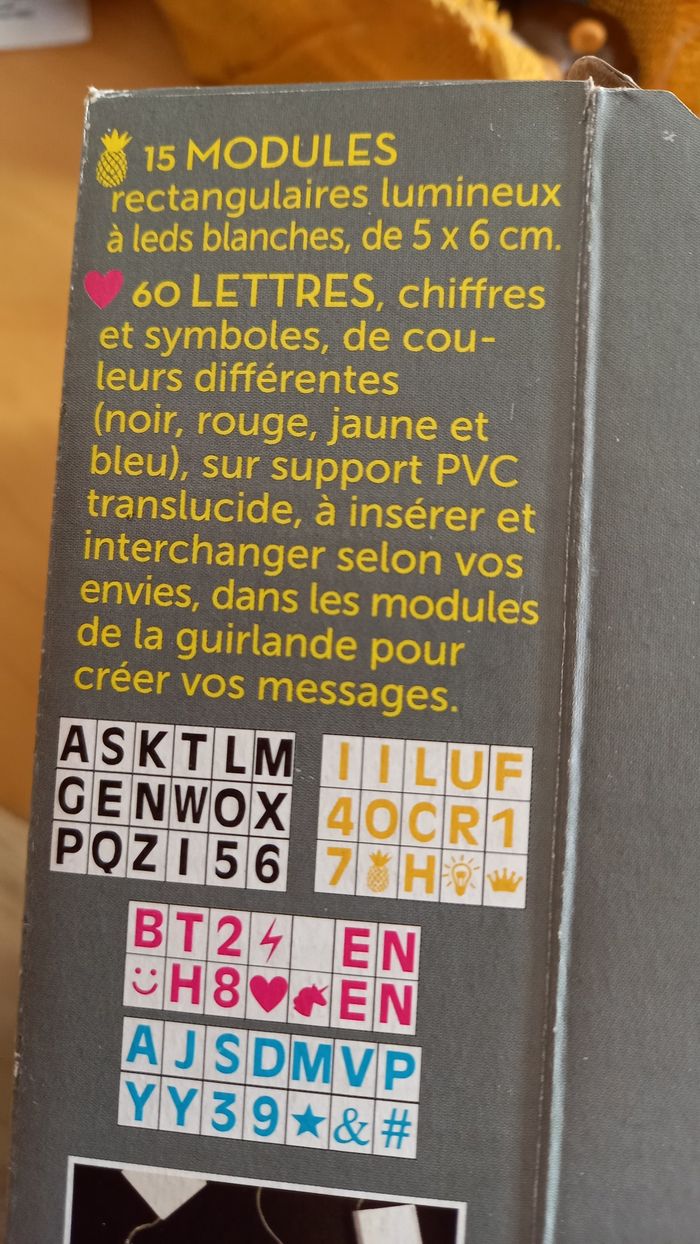 15 MODULES
rectangulaires lumineux
à leds blanches, de 5 x 6 cm.
60 LETTRES, chiffres
et symboles, de cou-
leurs différentes
(noir, rouge, jaune et
bleu), sur support PVC
translucide, à insérer et
interchanger selon vos
envies, dans les modules
de la guirlande pour
créer vos messages.
ASKTLM
GENWOX
PQZI56
IILUF
4OCR1
7H
BT2 EN
H8EN
AJSDMVP
YY39★&#